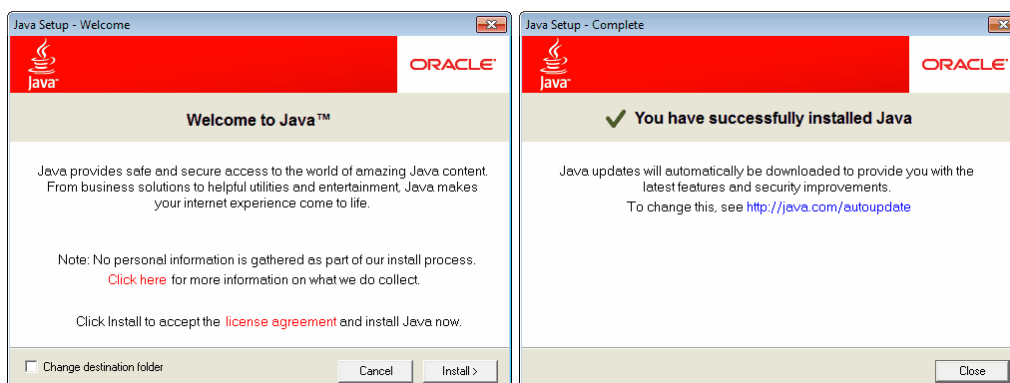 Java Setup - Welcome
Java™
ORACLE®
Welcome to Java™
Java provides safe and secure access to the world of amazing Java content.
From business solutions to helpful utilities and entertainment, Java makes
your internet experience come to life.
Note: No personal information is gathered as part of our install process.
Click here for more information on what we do collect.
Click Install to accept the license agreement and install Java now.
Change destination folder
Cancel
Install >
Java Setup - Complete
Java™
ORACLE®
You have successfully installed Java
Java updates will automatically be downloaded to provide you with the
latest features and security improvements.
To change this, see http://java.com/autoupdate
Close